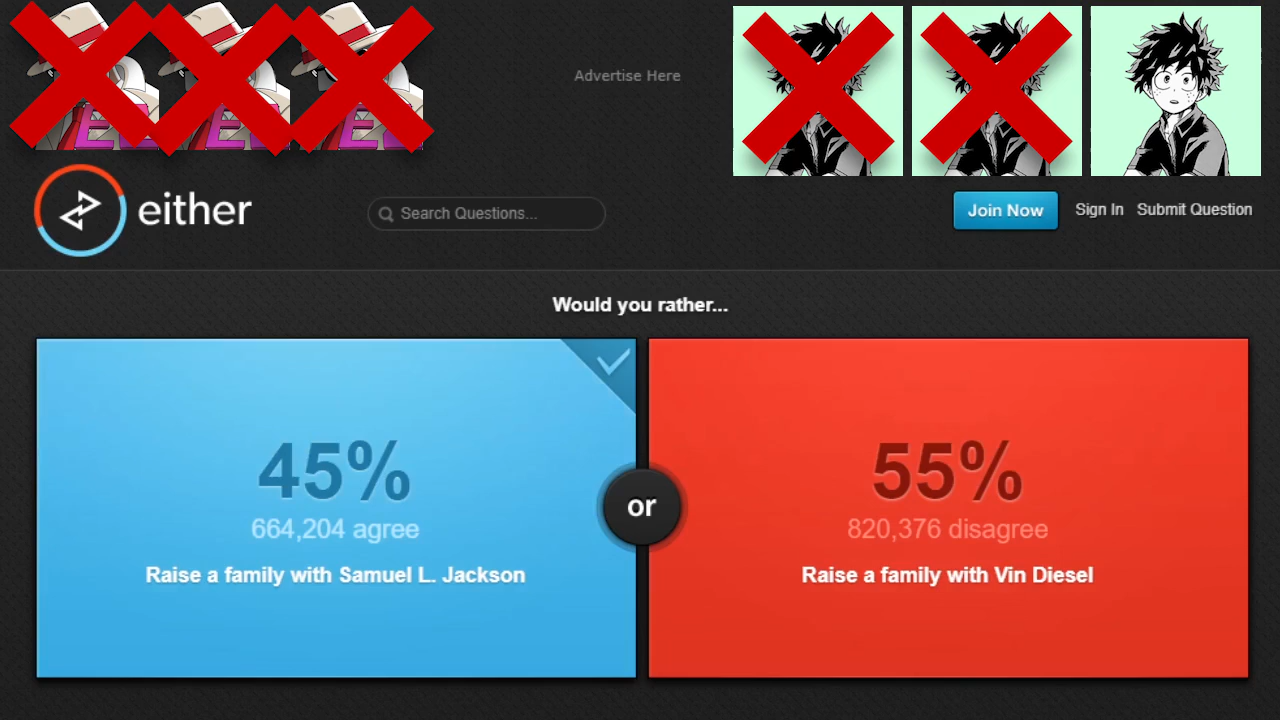 Advertise Here
either
Search Questions...
Join Now
Sign In
Submit Question
Would you rather...
45%
664,204 agree
Raise a family with Samuel L. Jackson
or
55%
820,376 disagree
Raise a family with Vin Diesel